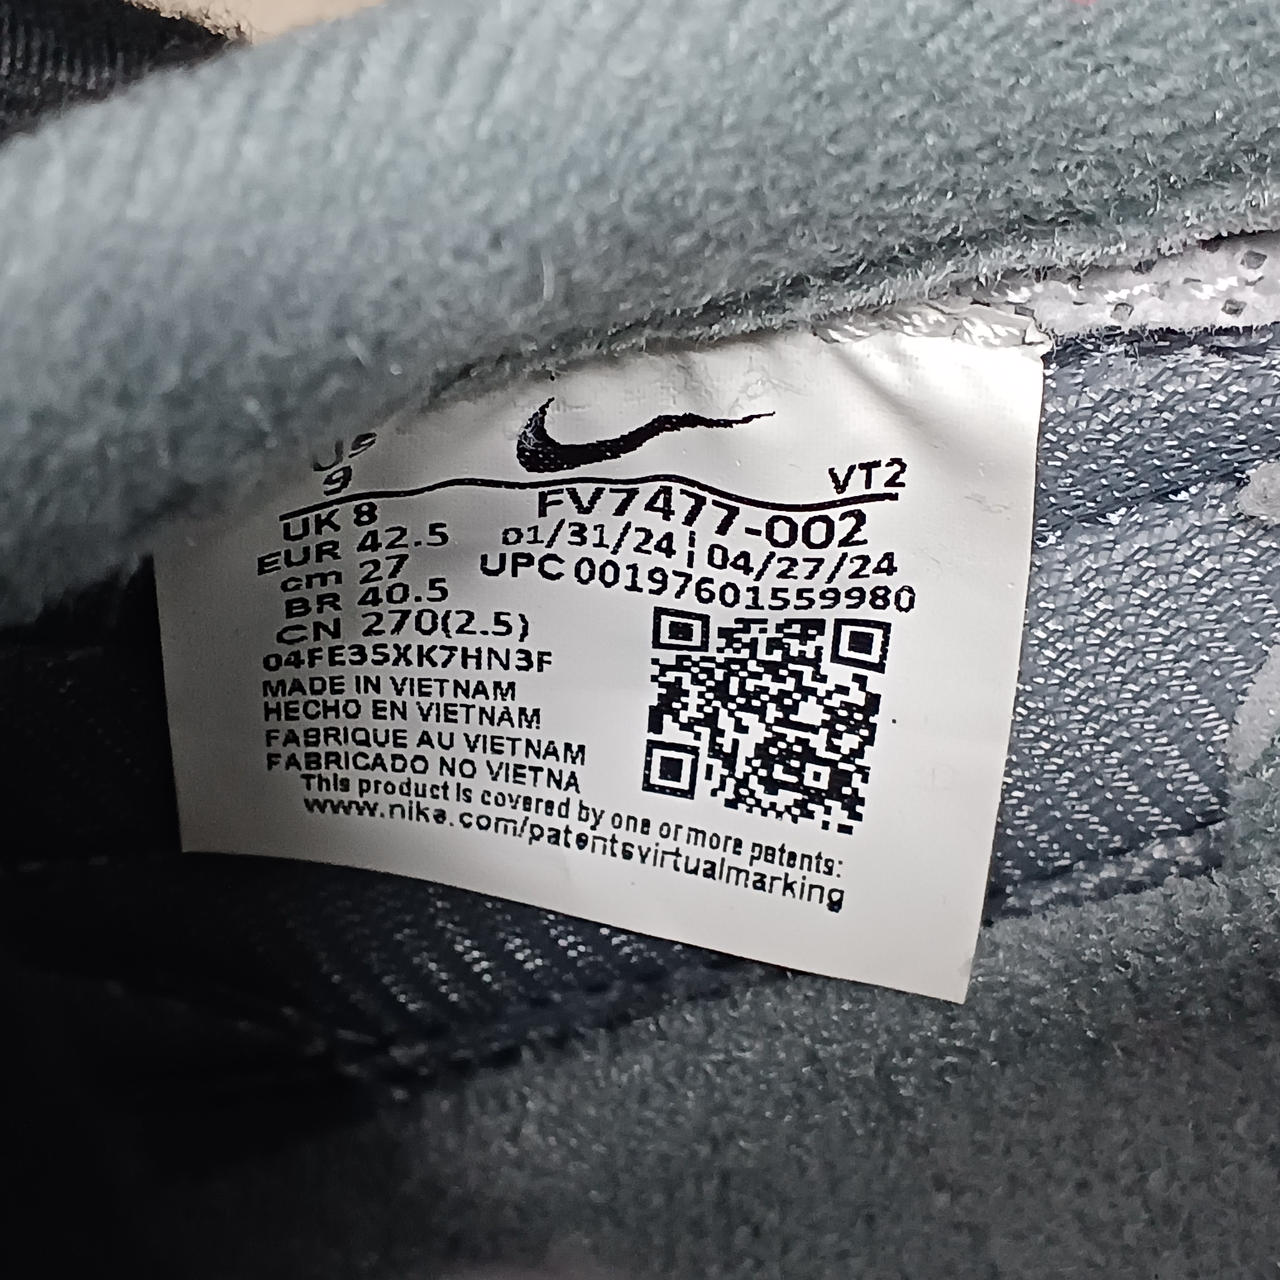 US
9
VT2
UK 8
FV7477-002
EUR 42.5
01/31/24 | 04/27/24
cm 27
UPC 00197601559980
BR 40.5
CN 270(2.5)
04FE35XK7HN3F
MADE IN VIETNAM
HECHO EN VIETNAM
FABRIQUE AU VIETNAM
FABRICADO NO VIETNA
This product is covered by one or more patents:
www.nike.com/patentsvirtualmarking